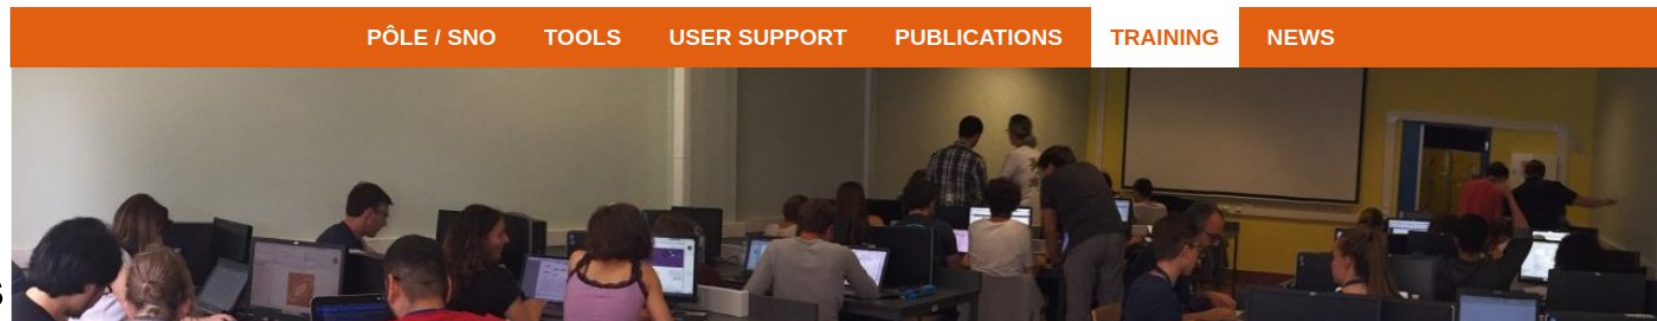 PÔLE / SNO TOOLS USER SUPPORT PUBLICATIONS TRAINING NEWS
s